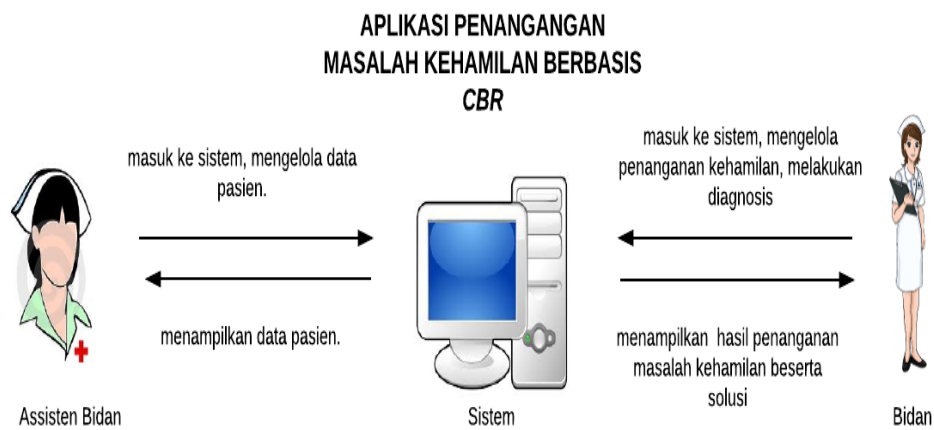 APLIKASI PENANGANGAN
MASALAH KEHAMILAN BERBASIS
CBR
masuk ke sistem, mengelola data
pasien.
menampilkan data pasien.
Assisten Bidan
Sistem
masuk ke sistem, mengelola
penanganan kehamilan, melakukan
diagnosis
menampilkan hasil penanganan
masalah kehamilan beserta
solusi
Bidan